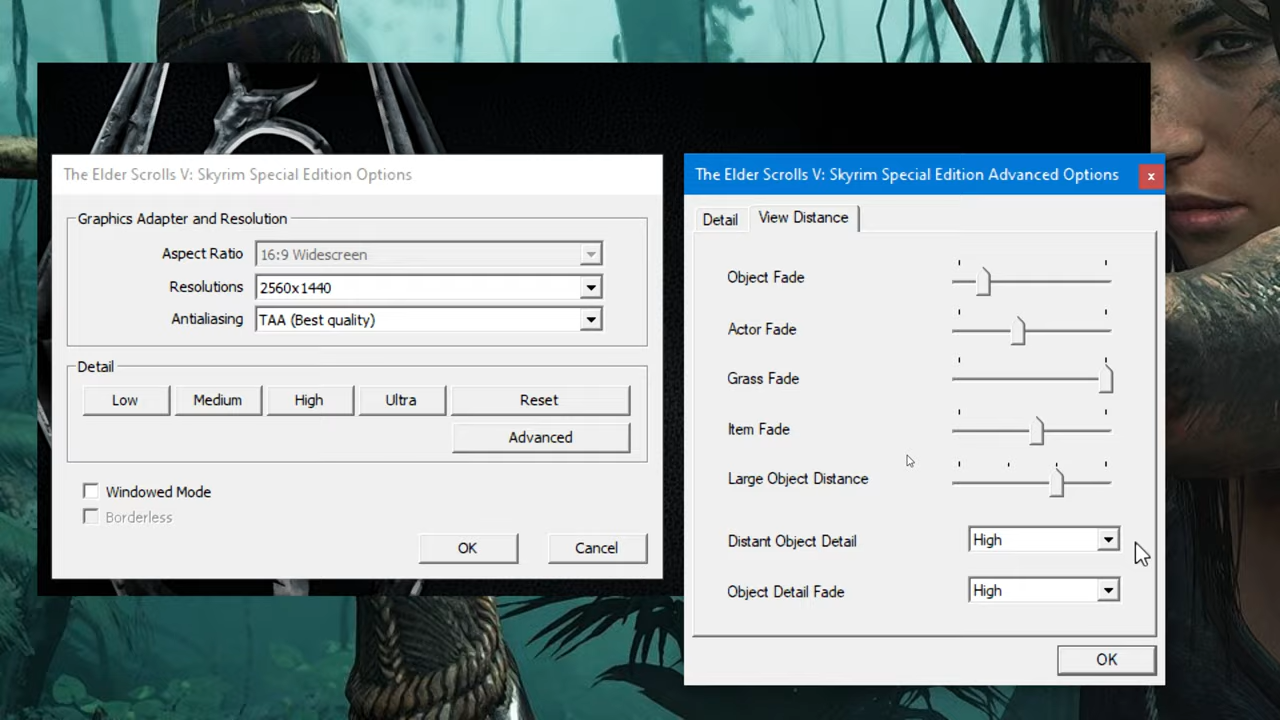 The Elder Scrolls V: Skyrim Special Edition Options
Graphics Adapter and Resolution
Aspect Ratio 16:9 Widescreen
Resolutions 2560x1440
Antialiasing TAA (Best quality)
Detail
Low Medium High Ultra Reset
Advanced
Windowed Mode
Borderless
OK Cancel
The Elder Scrolls V: Skyrim Special Edition Advanced Options x
Detail View Distance
Object Fade
Actor Fade
Grass Fade
Item Fade
Large Object Distance
Distant Object Detail High
Object Detail Fade High
OK